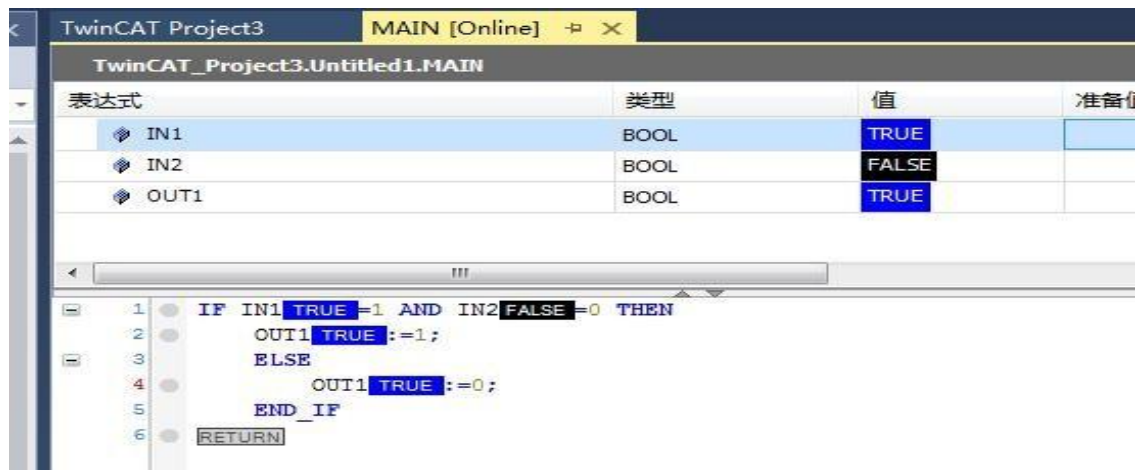 TwinCAT Project3 MAIN [Online]
TwinCAT_Project3.Untitled1.MAIN
表达式 类型 值 准备值
IN1 BOOL TRUE
IN2 BOOL FALSE
OUT1 BOOL TRUE
1 IF IN1 TRUE =1 AND IN2 FALSE =0 THEN
2 OUT1 TRUE :=1;
3 ELSE
4 OUT1 TRUE :=0;
5 END_IF
6 RETURN